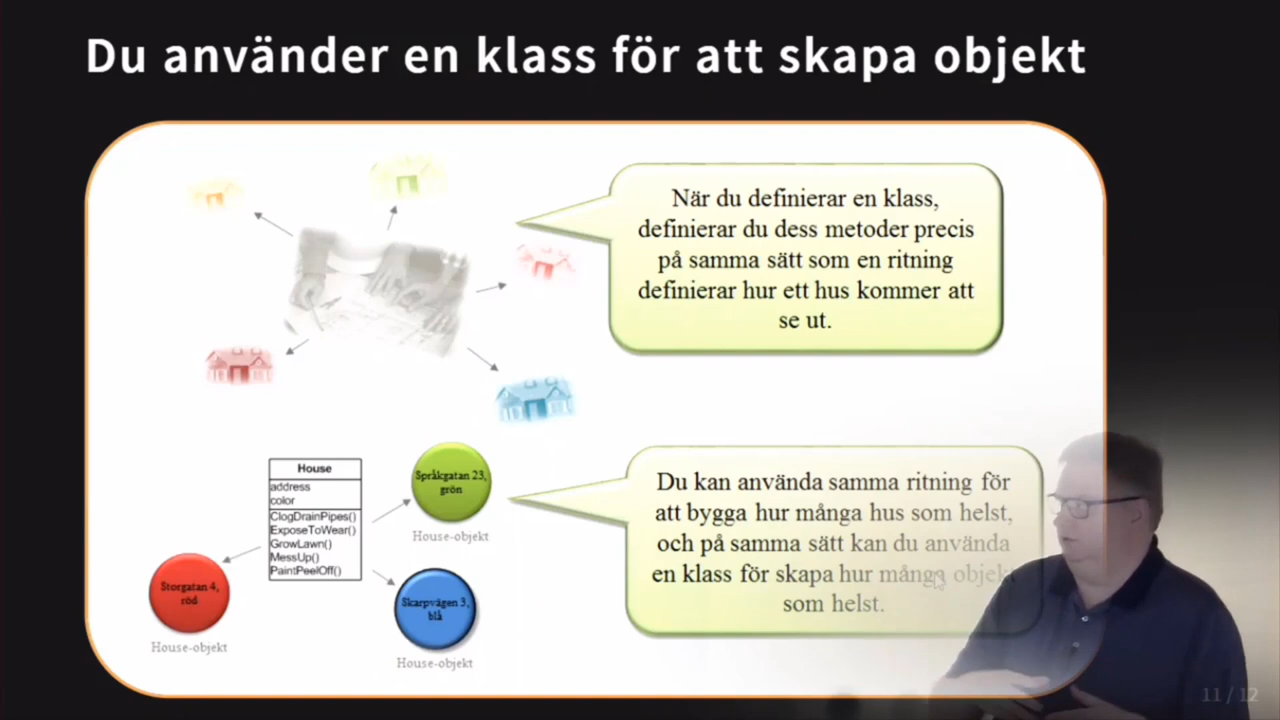 Du använder en klass för att skapa objekt
När du definierar en klass,
definierar du dess metoder precis
på samma sätt som en ritning
definierar hur ett hus kommer att
se ut.
House
address
color
ClogDrainPipes()
ExposeToWear()
GrowLawn()
MessUp()
PaintPeelOff()
Språkgatan 23,
grön
House-objekt
Storgatan 4,
röd
House-objekt
Skarpvägen 3,
blå
House-objekt
Du kan använda samma ritning för
att bygga hur många hus som helst,
och på samma sätt kan du använda
en klass för skapa hur många objekt
som helst.
11 / 12